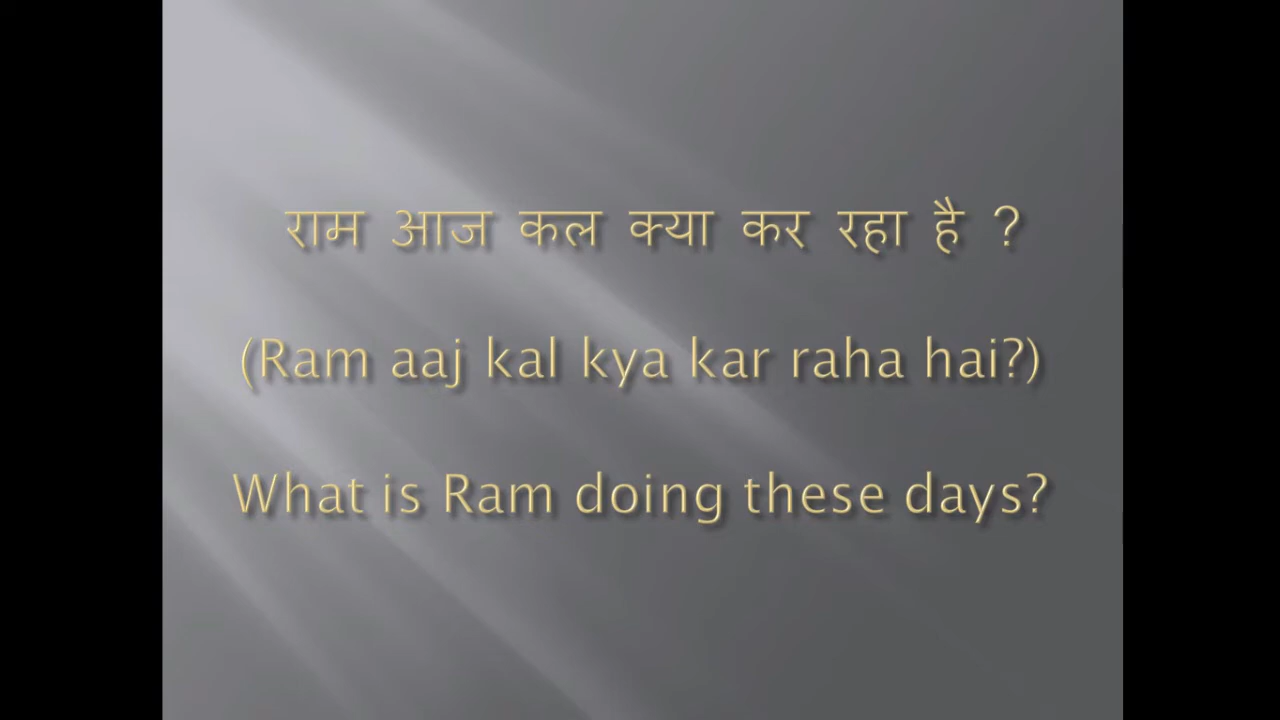 राम आज कल क्या कर रहा है ?
(Ram aaj kal kya kar raha hai?)
What is Ram doing these days?